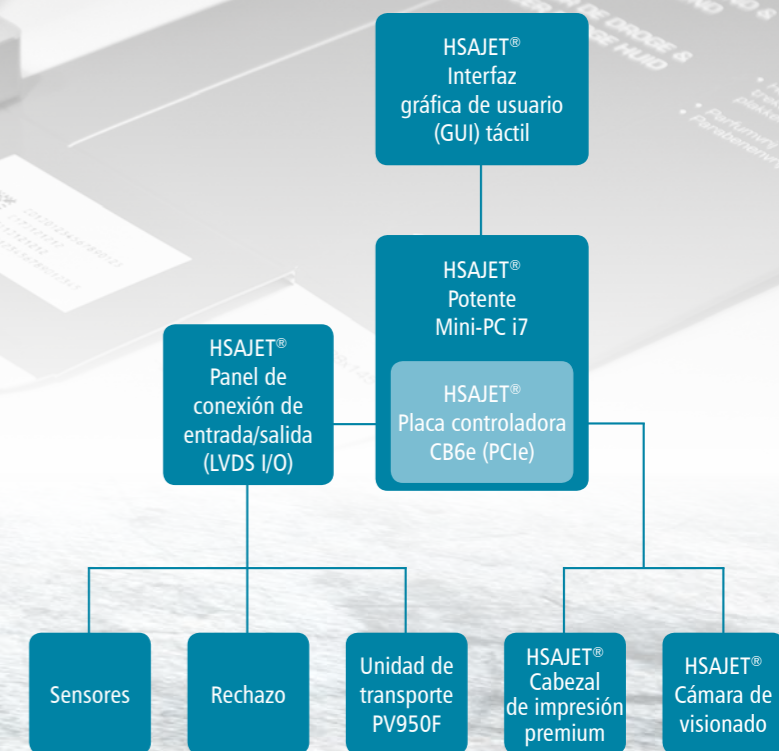 HSAJET®
Interfaz
gráfica de usuario
(GUI) táctil
HSAJET®
Potente
Mini-PC i7
HSAJET®
Placa controladora
CB6e (PCIe)
HSAJET®
Panel de
conexión de
entrada/salida
(LVDS I/O)
Sensores
Rechazo
Unidad de
transporte
PV950F
HSAJET®
Cabezal
de impresión
premium
HSAJET®
Cámara de
visionado